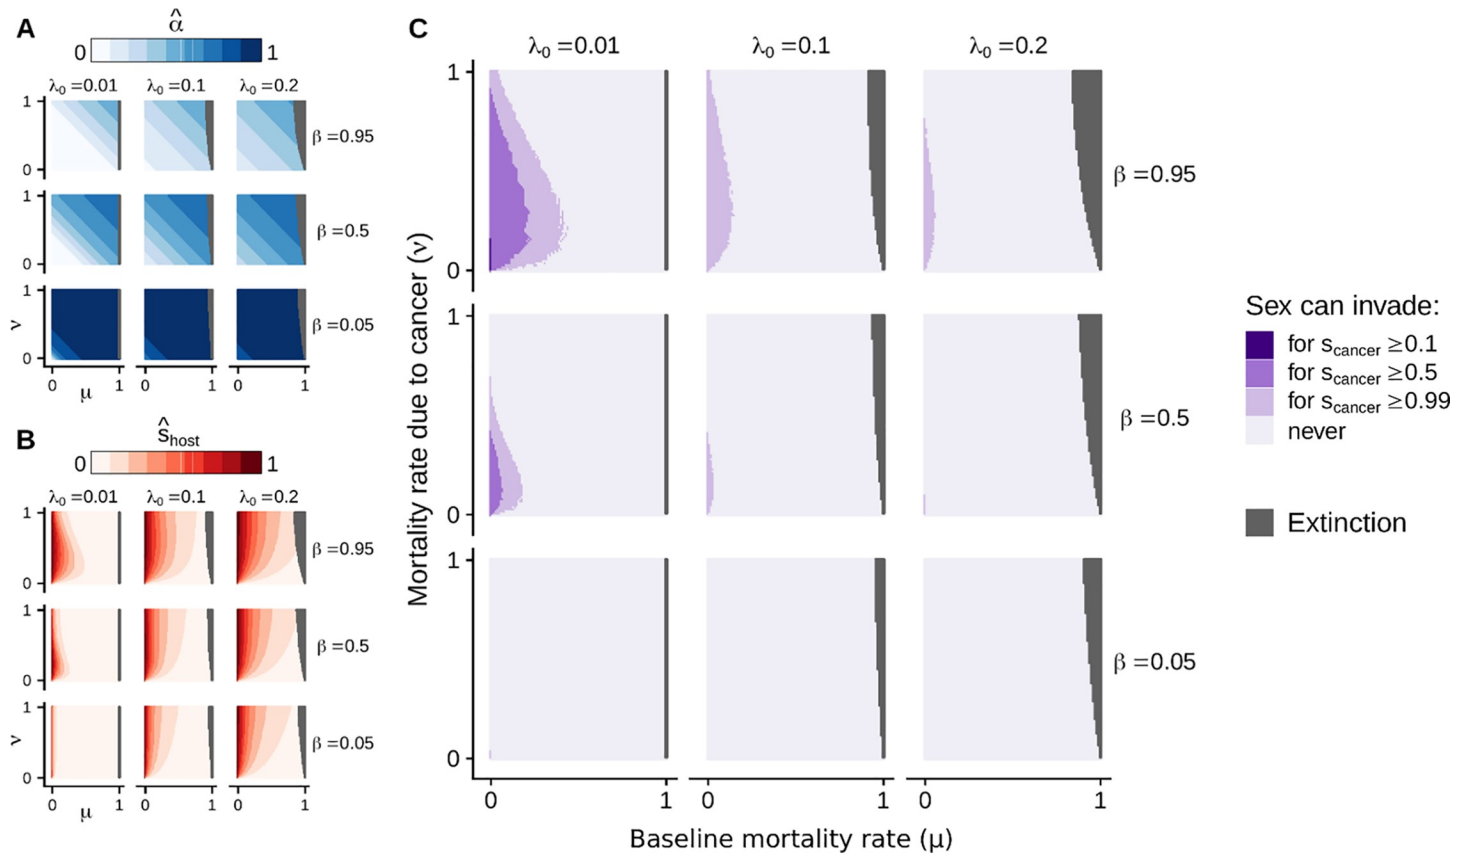 A
α̂
0 1
λ0 =0.01 λ0 =0.1 λ0 =0.2
1
0
β =0.95
1
0
β =0.5
1
ν
0
β =0.05
0 1 0 1 0 1
μ
B
ŝhost
0 1
λ0 =0.01 λ0 =0.1 λ0 =0.2
1
0
β =0.95
1
0
β =0.5
1
ν
0
β =0.05
0 1 0 1 0 1
μ
C
λ0 =0.01 λ0 =0.1 λ0 =0.2
1
0
β =0.95
1
0
β =0.5
1
0
β =0.05
Mortality rate due to cancer (ν)
0 1 0 1 0 1
Baseline mortality rate (μ)
Sex can invade:
for scancer ≥0.1
for scancer ≥0.5
for scancer ≥0.99
never
Extinction